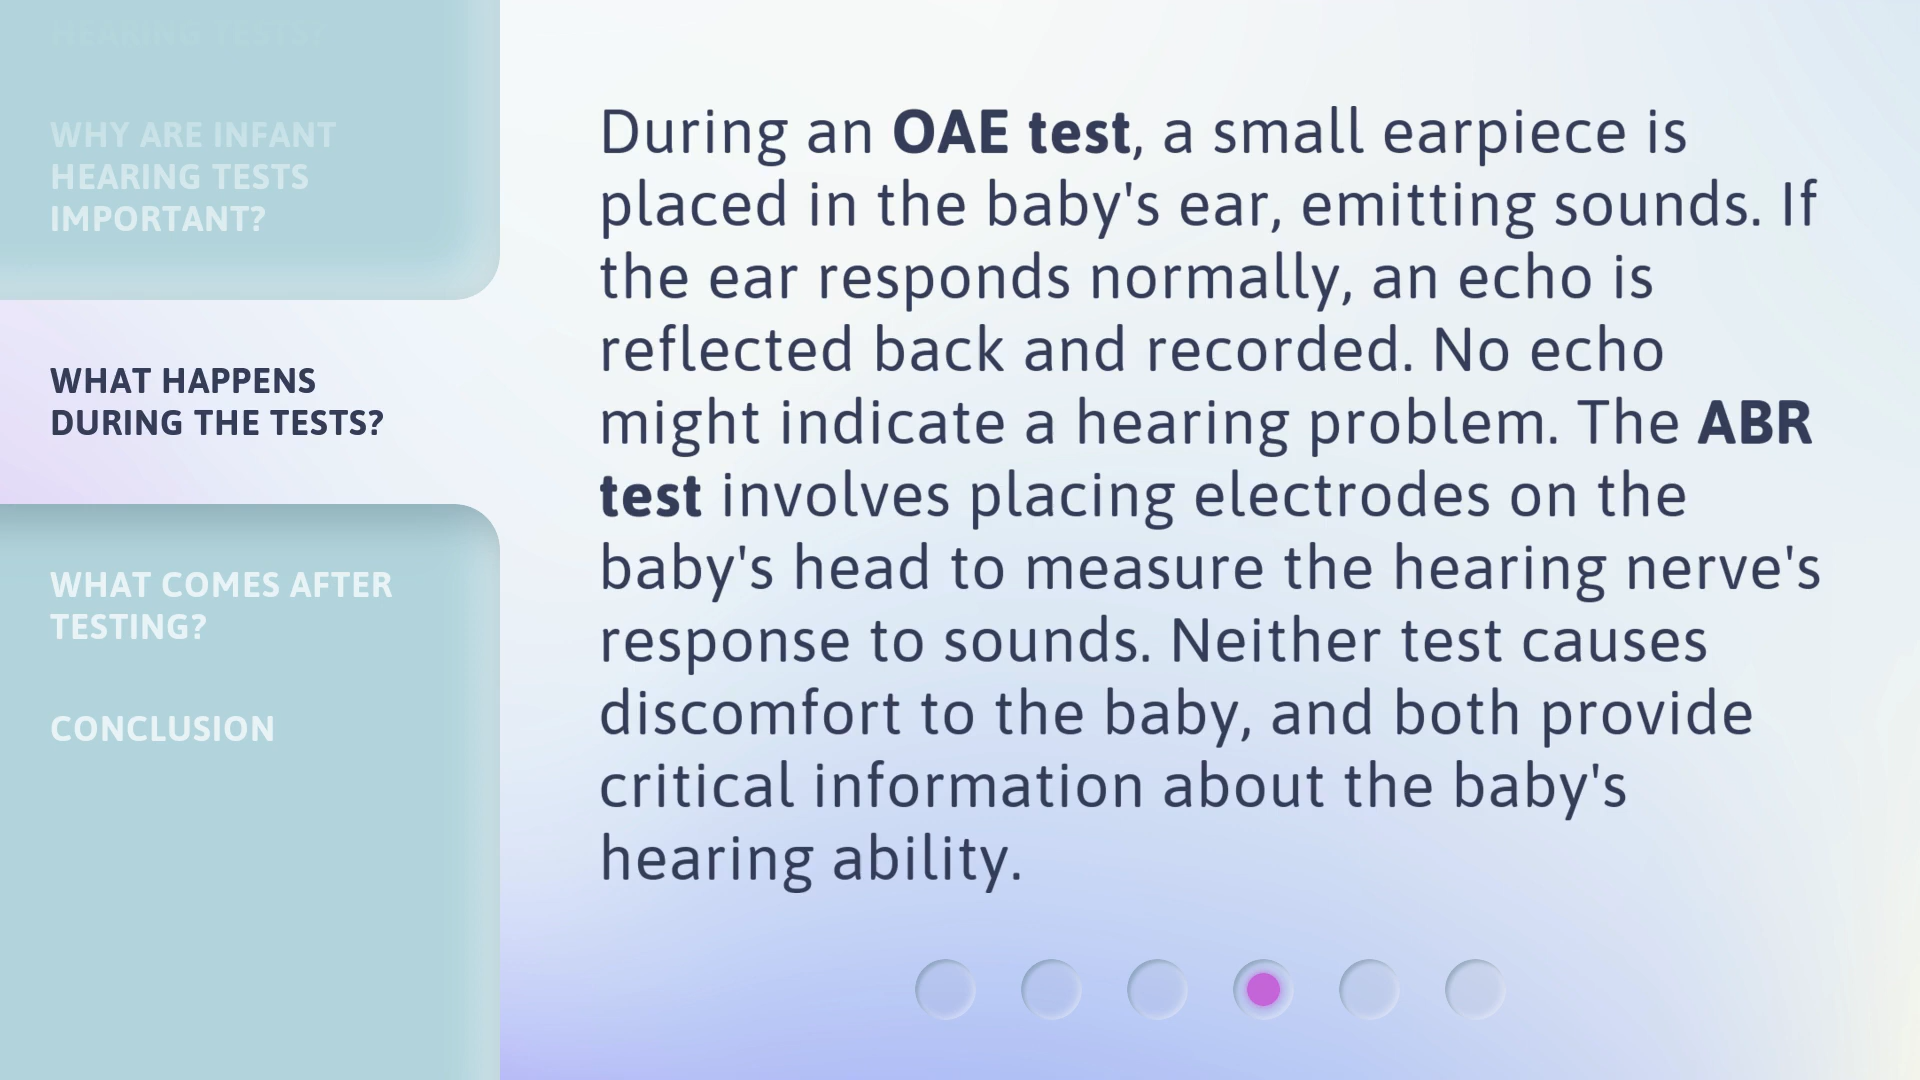 HEARING TESTS?
WHY ARE INFANT
HEARING TESTS
IMPORTANT?
WHAT HAPPENS
DURING THE TESTS?
WHAT COMES AFTER
TESTING?
CONCLUSION
During an OAE test, a small earpiece is
placed in the baby's ear, emitting sounds. If
the ear responds normally, an echo is
reflected back and recorded. No echo
might indicate a hearing problem. The ABR
test involves placing electrodes on the
baby's head to measure the hearing nerve's
response to sounds. Neither test causes
discomfort to the baby, and both provide
critical information about the baby's
hearing ability.